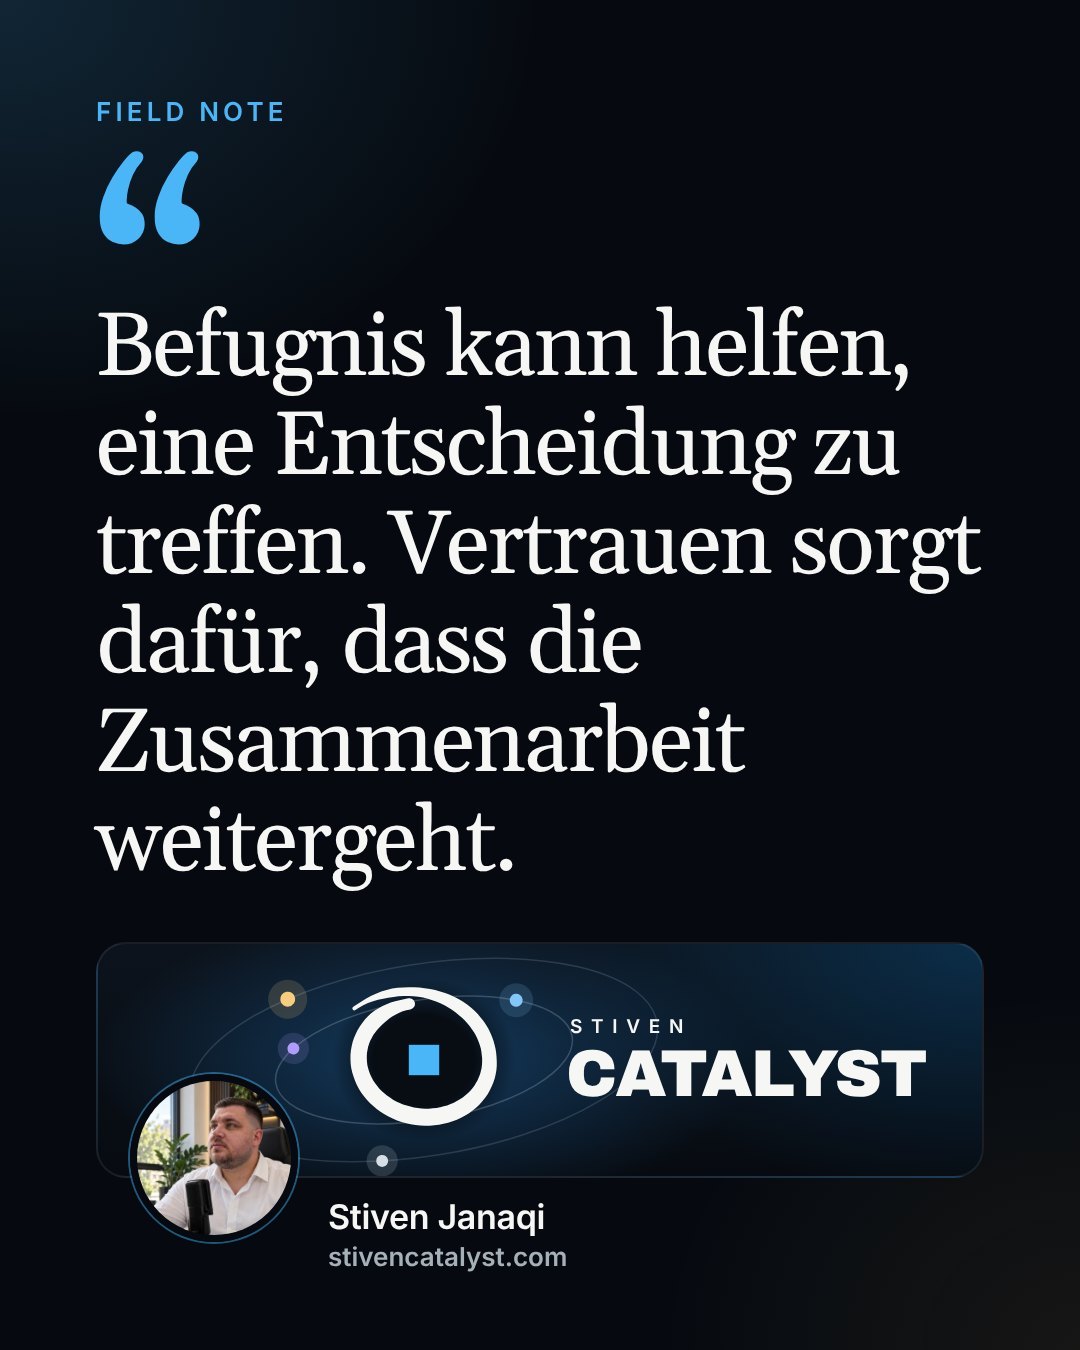 FIELD NOTE
“
Befugnis kann helfen,
eine Entscheidung zu
treffen. Vertrauen sorgt
dafür, dass die
Zusammenarbeit
weitergeht.
STIVEN
CATALYST
Stiven Janaqi
stivencatalyst.com